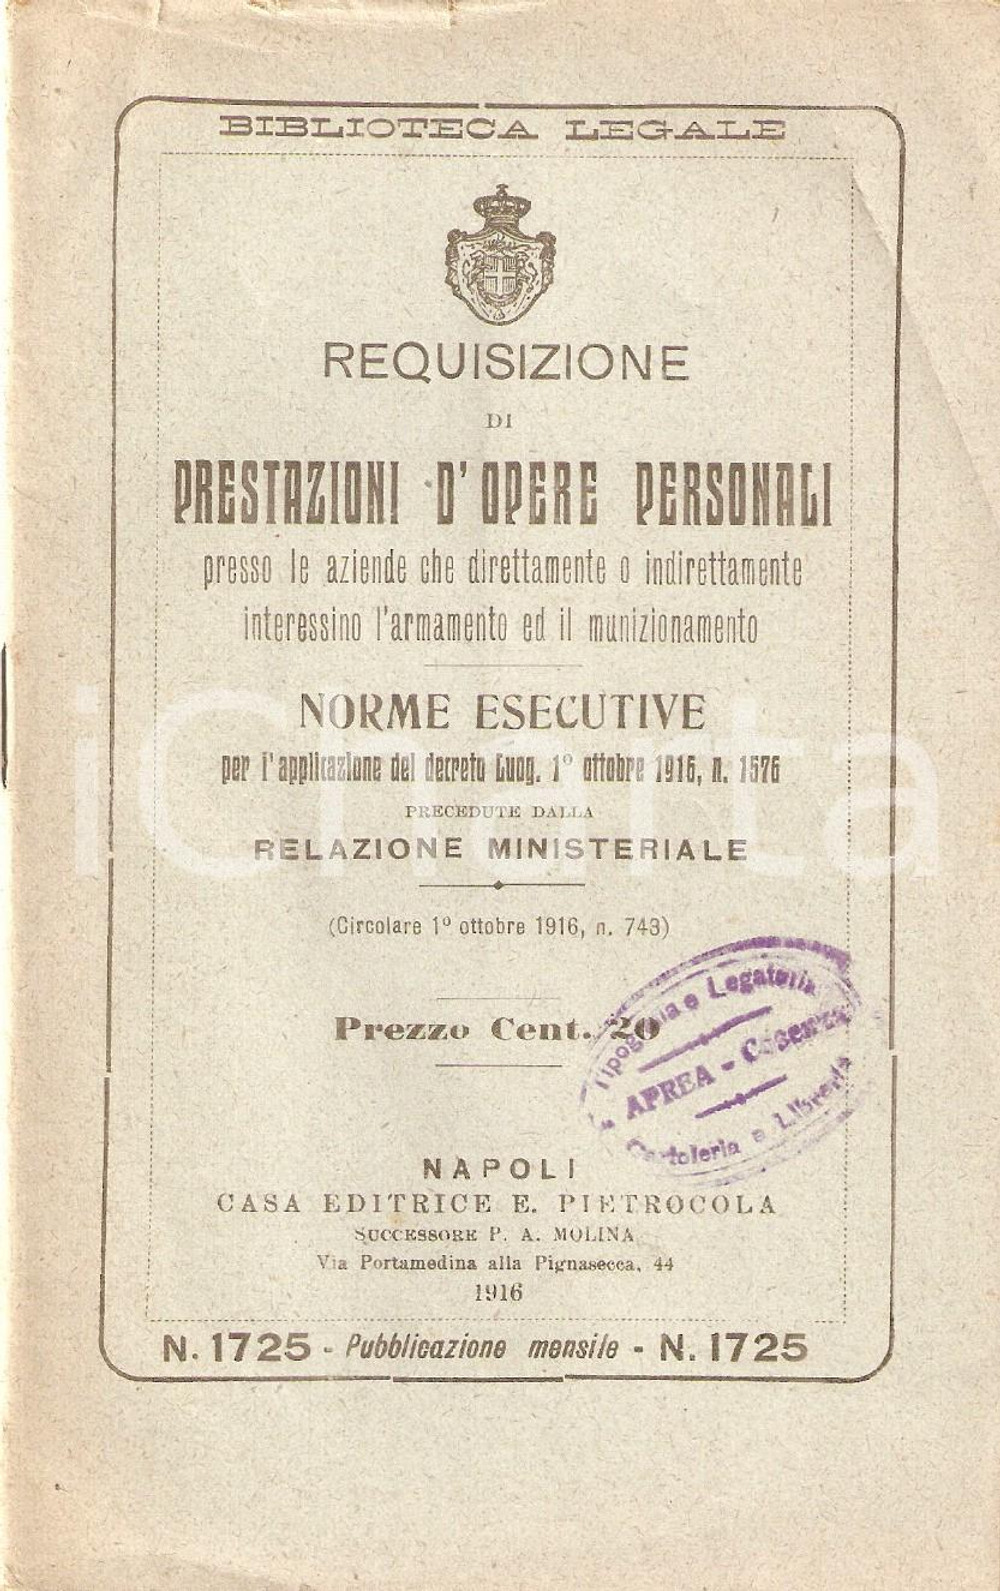 BIBLIOTECA LEGALE
REQUISIZIONE
DI
PRESTAZIONI D'OPERE PERSONALI
presso le aziende che direttamente o indirettamente
interessino l'armamento ed il munizionamento
NORME ESECUTIVE
per l'applicazione del decreto Luog. 1º ottobre 1916, n. 1576
PRECEDUTE DALLA
RELAZIONE MINISTERIALE
(Circolare 1º ottobre 1916, n. 743)
Prezzo Cent. 20
Tipografia e Legatoria
APREA - Cosenza
Cartoleria e Libreria
NAPOLI
CASA EDITRICE E. PIETROCOLA
SUCCESSORE P. A. MOLINA
Via Portamedina alla Pignasecca, 44
1916
N. 1725 - Pubblicazione mensile - N. 1725
iCharta